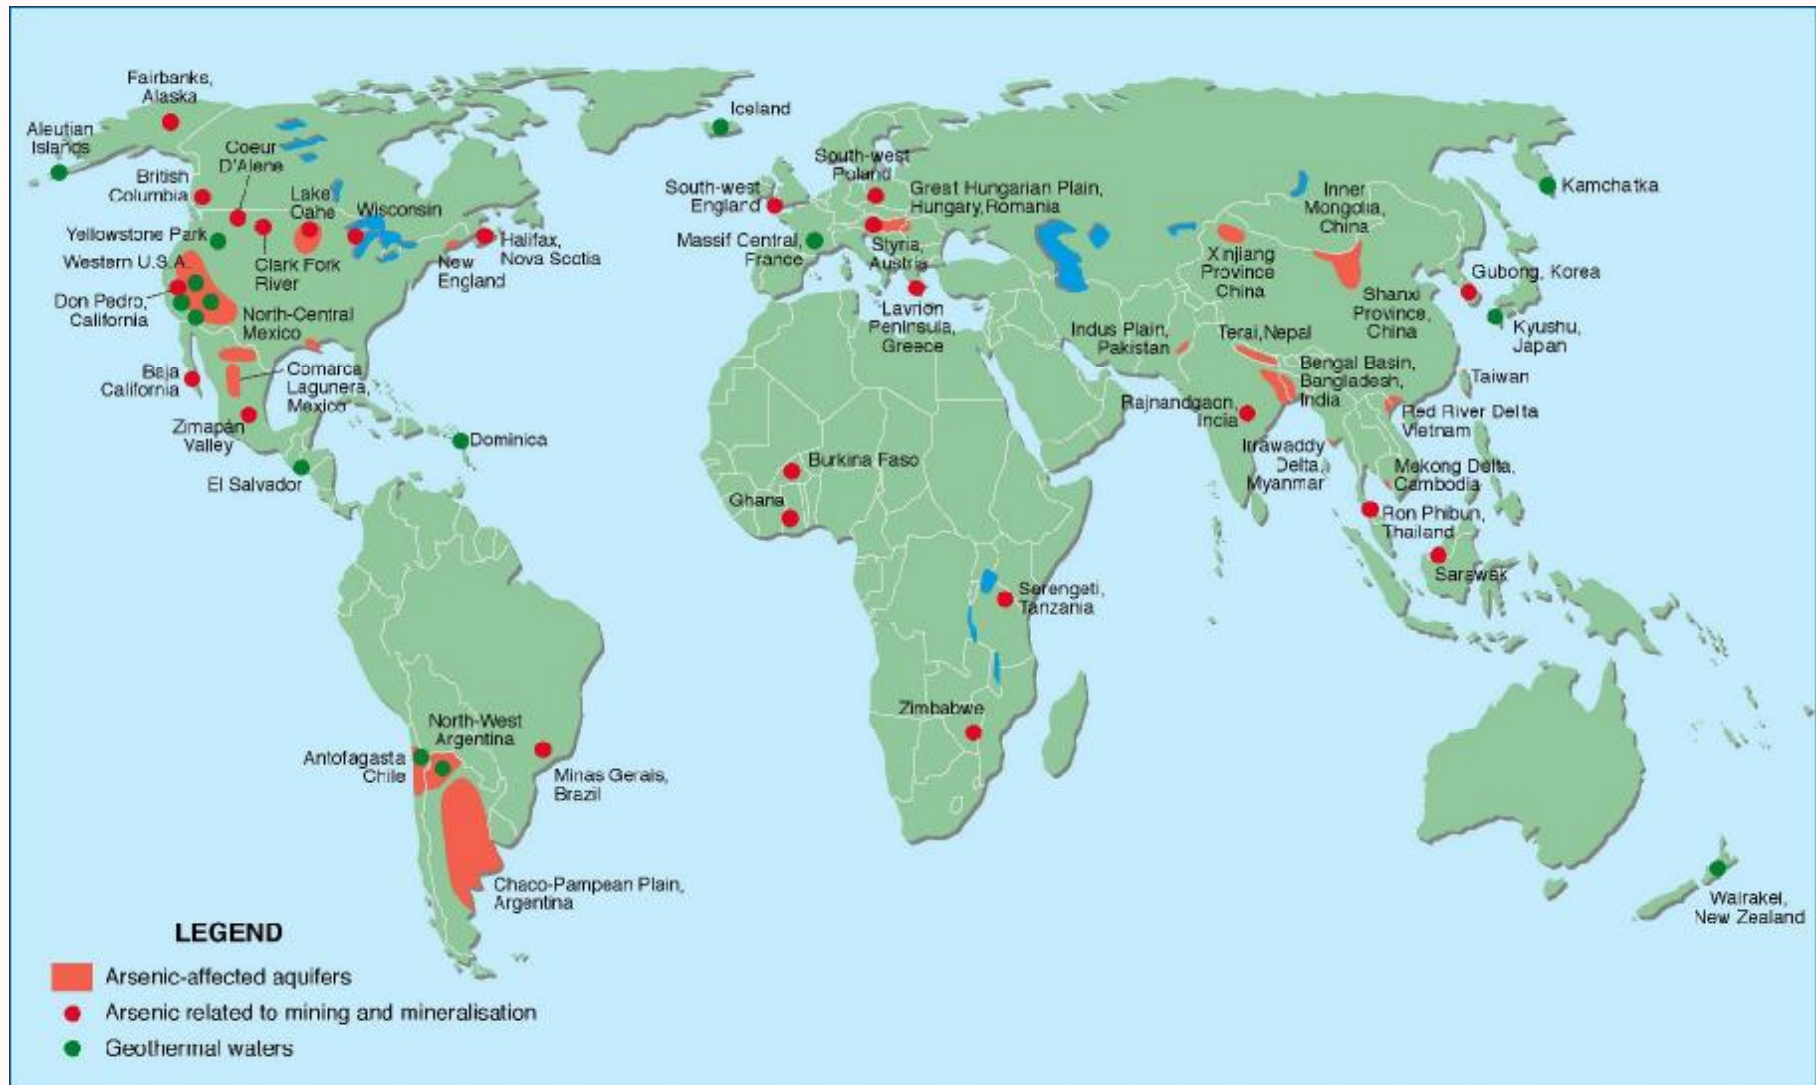 Fairbanks,
Alaska
Aleutian
Islands
Coeur
D'Alene
British
Columbia
Lake
Oahe
Wisconsin
Yellowstone Park
Western U.S.A.
Clark Fork
River
New
England
Halifax,
Nova Scotia
Don Pedro,
California
North-Central
Mexico
Baja
California
Comarca
Lagunera,
Mexico
Zimapan
Valley
El Salvador
Dominica
Iceland
South-west
Poland
South-west
England
Great Hungarian Plain,
Hungary, Romania
Massif Central,
France
Styria,
Austria
Lavrion
Peninsula,
Greece
Inner
Mongolia,
China
Kamchatka
Xinjiang
Province
China
Gubong, Korea
Shanxi
Province,
China
Kyushu,
Japan
Indus Plain,
Pakistan
Terai, Nepal
Bengal Basin,
Bangladesh,
India
Taiwan
Rajnandgaon,
India
Red River Delta
Vietnam
Irrawaddy
Delta,
Myanmar
Mekong Delta,
Cambodia
Ron Phibun,
Thailand
Sarawak
Burkina Faso
Ghana
Serengeti,
Tanzania
Zimbabwe
North-West
Argentina
Antofagasta
Chile
Minas Gerais,
Brazil
Chaco-Pampean Plain,
Argentina
Wairakei,
New Zealand
LEGEND
Arsenic-affected aquifers
Arsenic related to mining and mineralisation
Geothermal waters